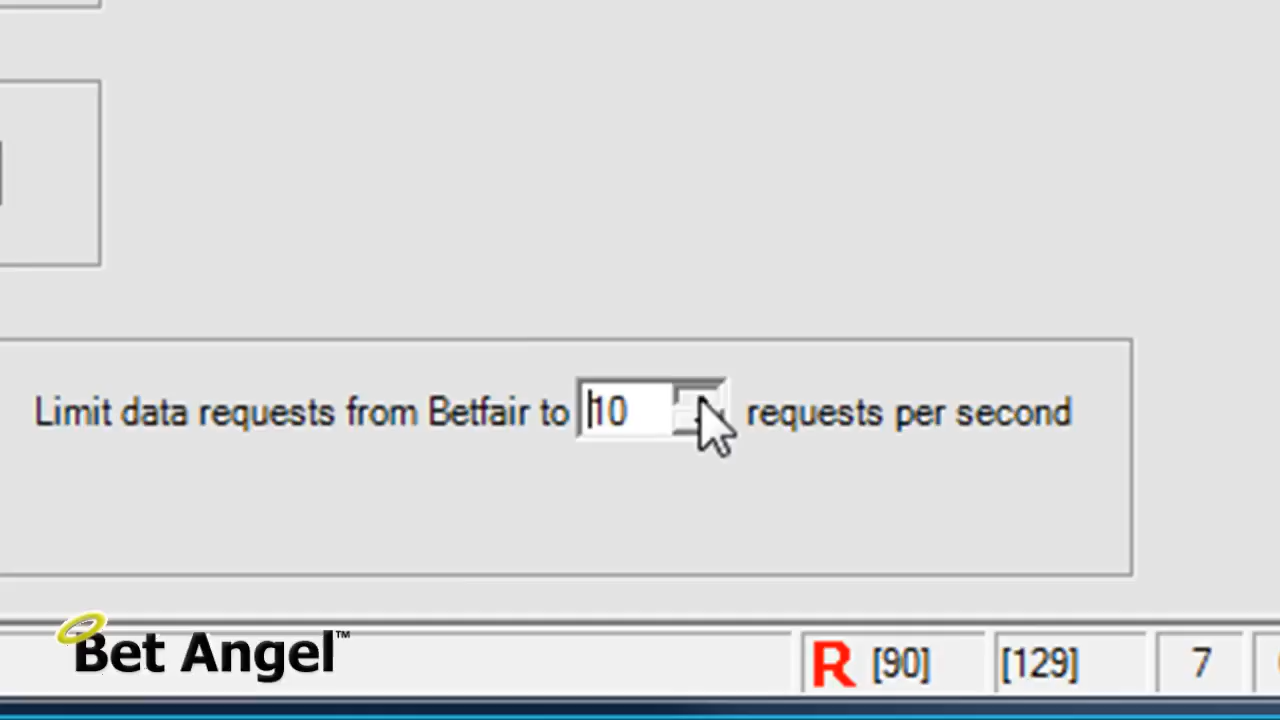 Limit data requests from Betfair to 10 requests per second
Bet Angel™ R [90] [129] 7